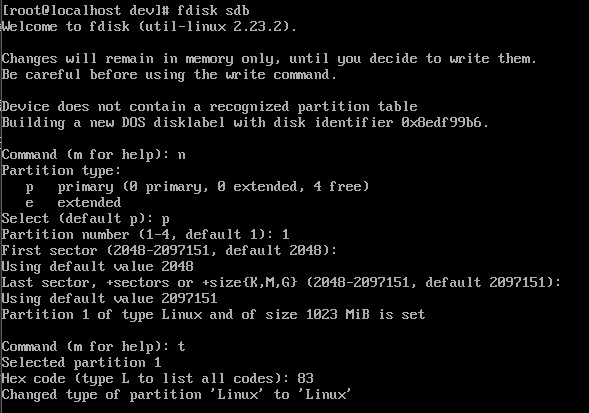 [root@localhost dev]# fdisk sdb
Welcome to fdisk (util-linux 2.23.2).
Changes will remain in memory only, until you decide to write them.
Be careful before using the write command.
Device does not contain a recognized partition table
Building a new DOS disklabel with disk identifier 0x8edf99b6.
Command (m for help): n
Partition type:
   p   primary (0 primary, 0 extended, 4 free)
   e   extended
Select (default p): p
Partition number (1-4, default 1): 1
First sector (2048-2097151, default 2048):
Using default value 2048
Last sector, +sectors or +size{K,M,G} (2048-2097151, default 2097151):
Using default value 2097151
Partition 1 of type Linux and of size 1023 MiB is set
Command (m for help): t
Selected partition 1
Hex code (type L to list all codes): 83
Changed type of partition 'Linux' to 'Linux'